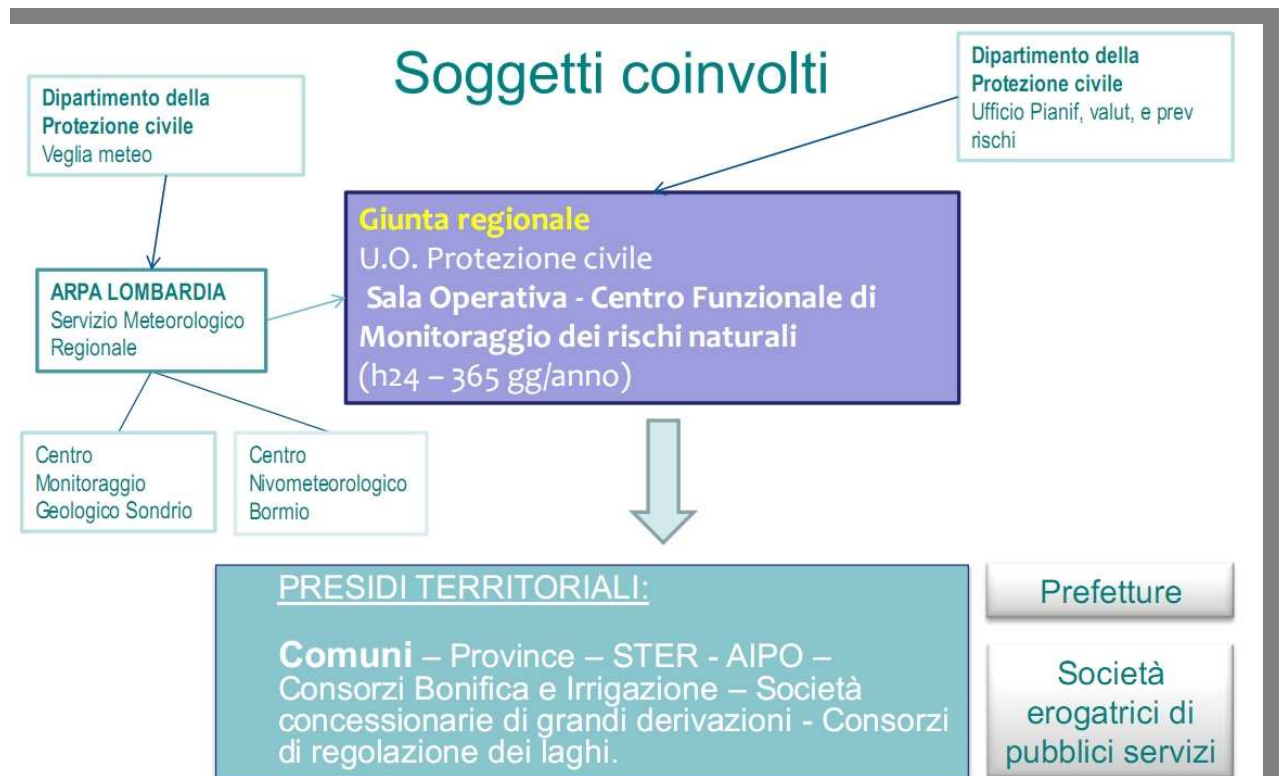 Soggetti coinvolti
Dipartimento della
Protezione civile
Veglia meteo
Dipartimento della
Protezione civile
Ufficio Pianif, valut, e prev
rischi
Giunta regionale
U.O. Protezione civile
Sala Operativa - Centro Funzionale di
Monitoraggio dei rischi naturali
(h24 – 365 gg/anno)
ARPA LOMBARDIA
Servizio Meteorologico
Regionale
Centro
Monitoraggio
Geologico Sondrio
Centro
Nivometeorologico
Bormio
PRESIDI TERRITORIALI:
Comuni – Province – STER - AIPO –
Consorzi Bonifica e Irrigazione – Società
concessionarie di grandi derivazioni - Consorzi
di regolazione dei laghi.
Prefetture
Società
erogatrici di
pubblici servizi